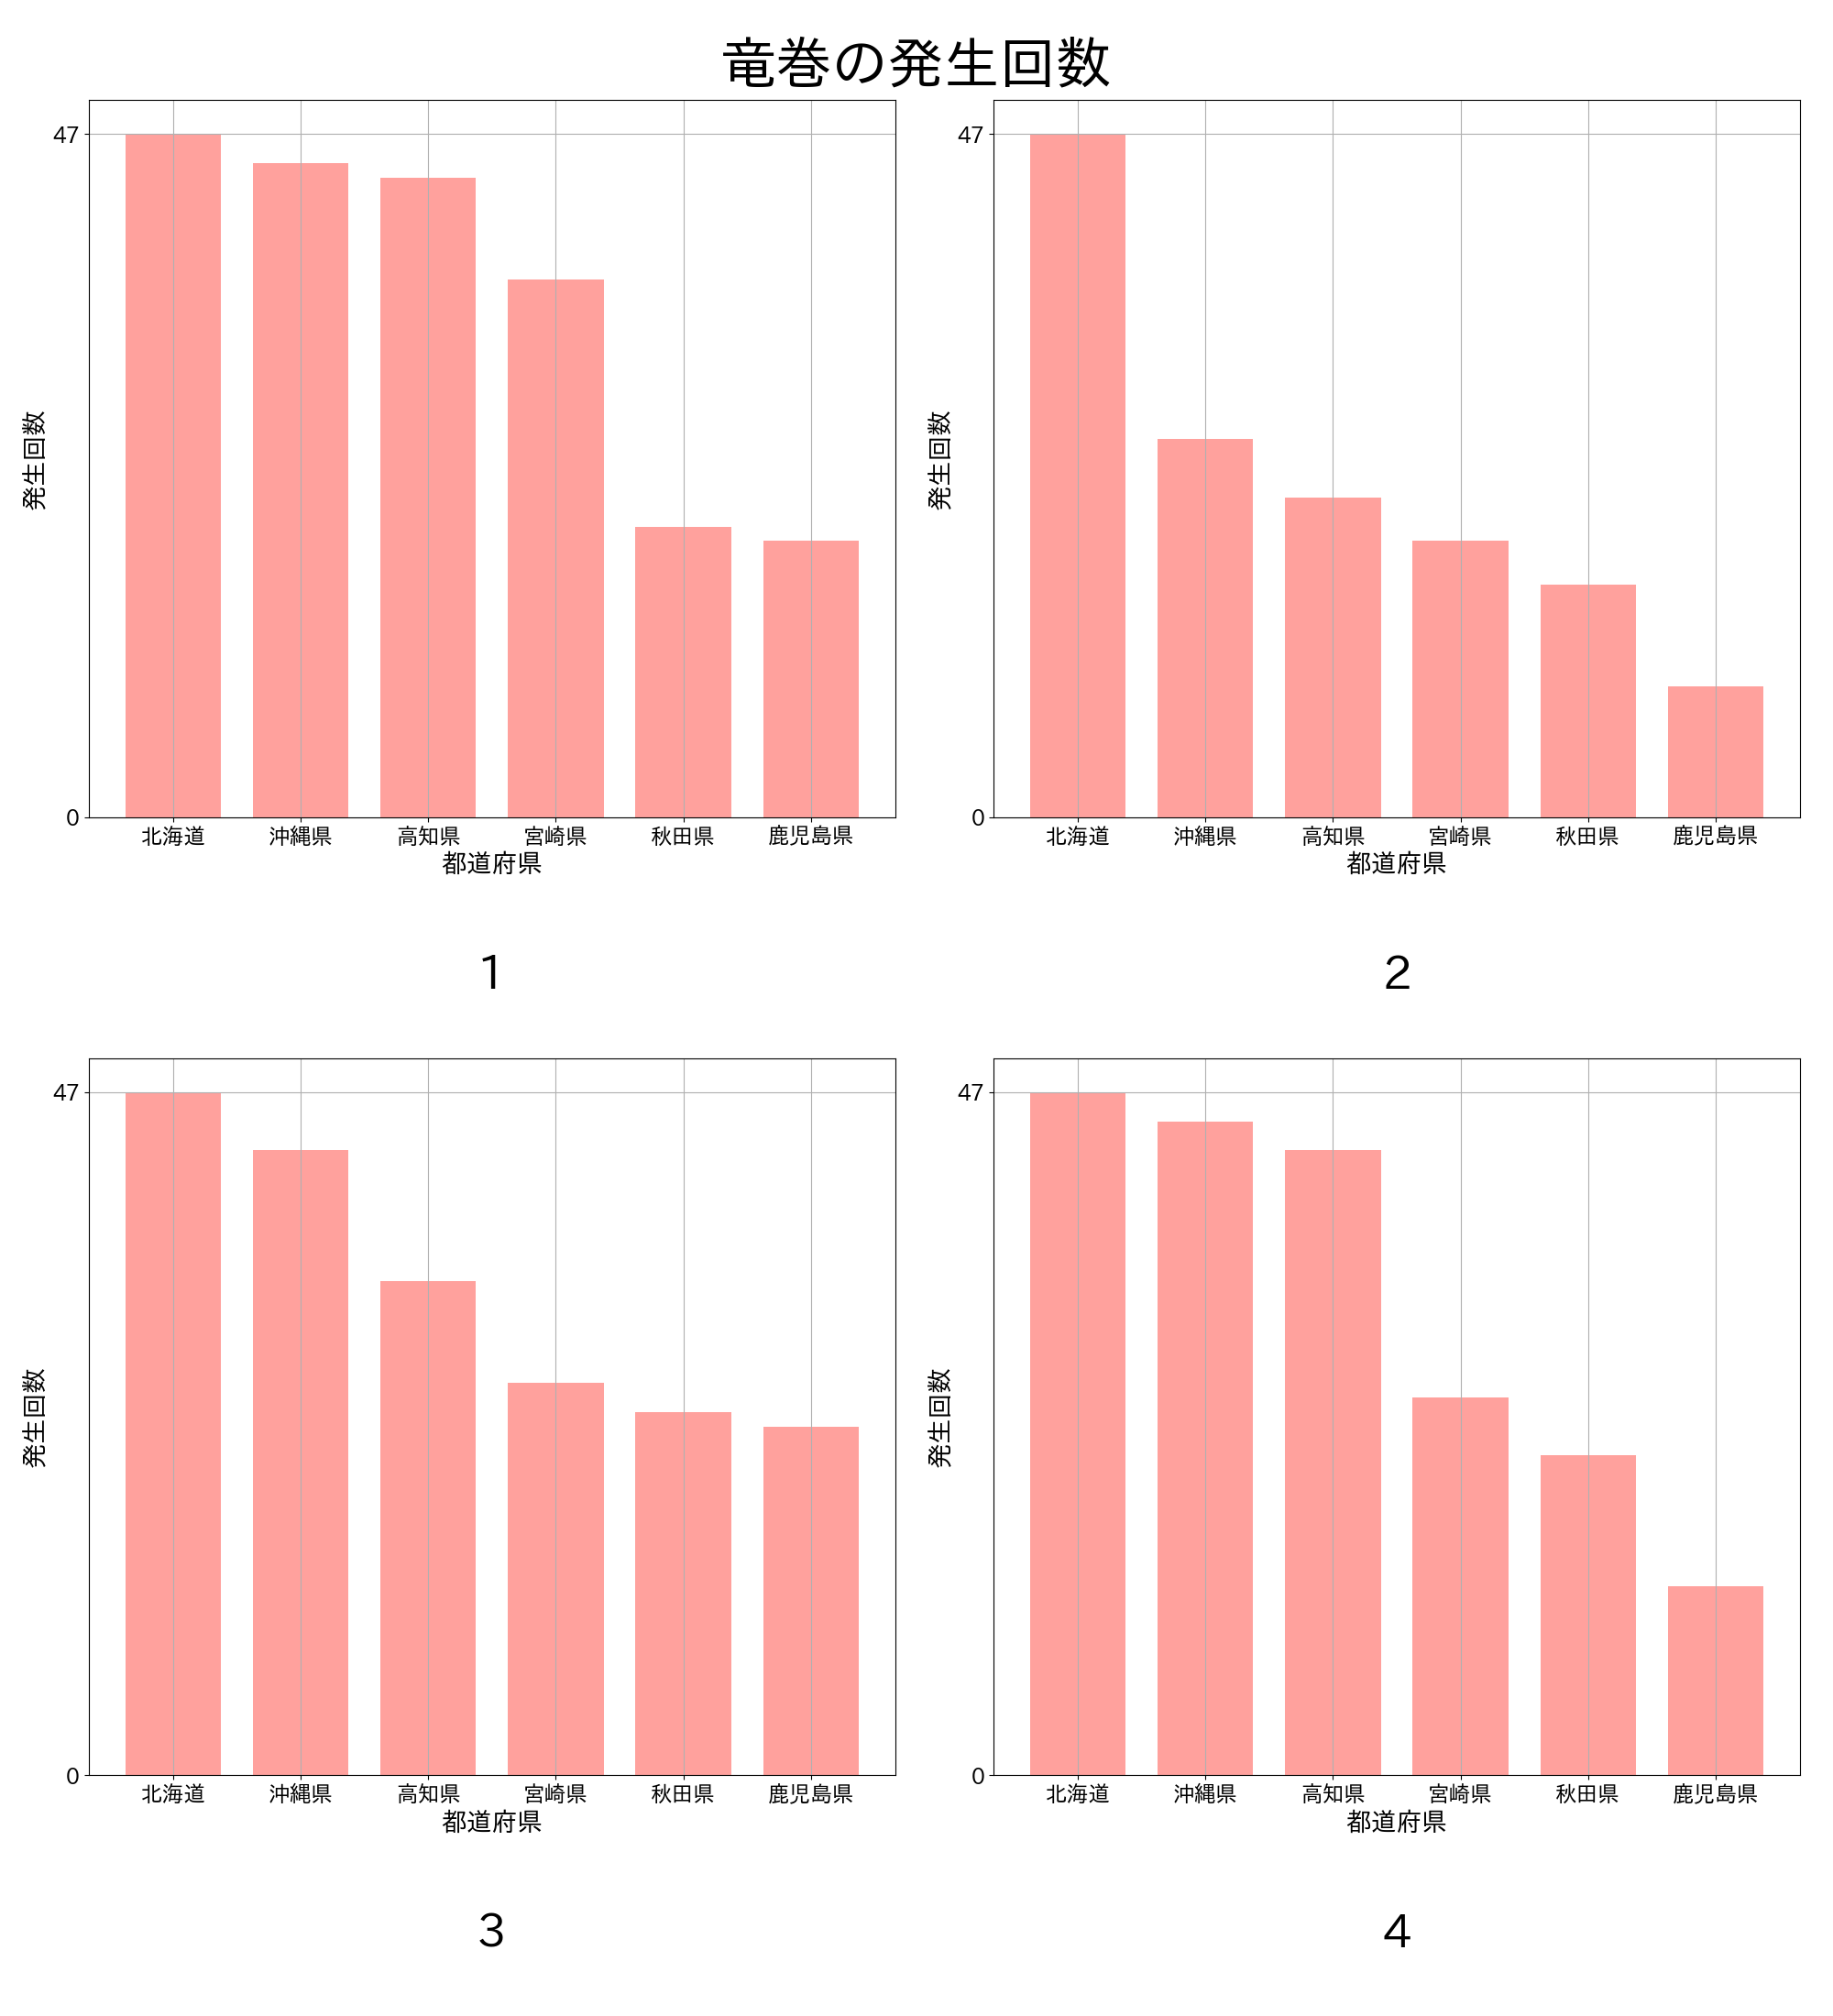 竜巻の発生回数
47
0
発生回数
北海道 沖縄県 高知県 宮崎県 秋田県 鹿児島県
都道府県
1
47
0
発生回数
北海道 沖縄県 高知県 宮崎県 秋田県 鹿児島県
都道府県
2
47
0
発生回数
北海道 沖縄県 高知県 宮崎県 秋田県 鹿児島県
都道府県
3
47
0
発生回数
北海道 沖縄県 高知県 宮崎県 秋田県 鹿児島県
都道府県
4